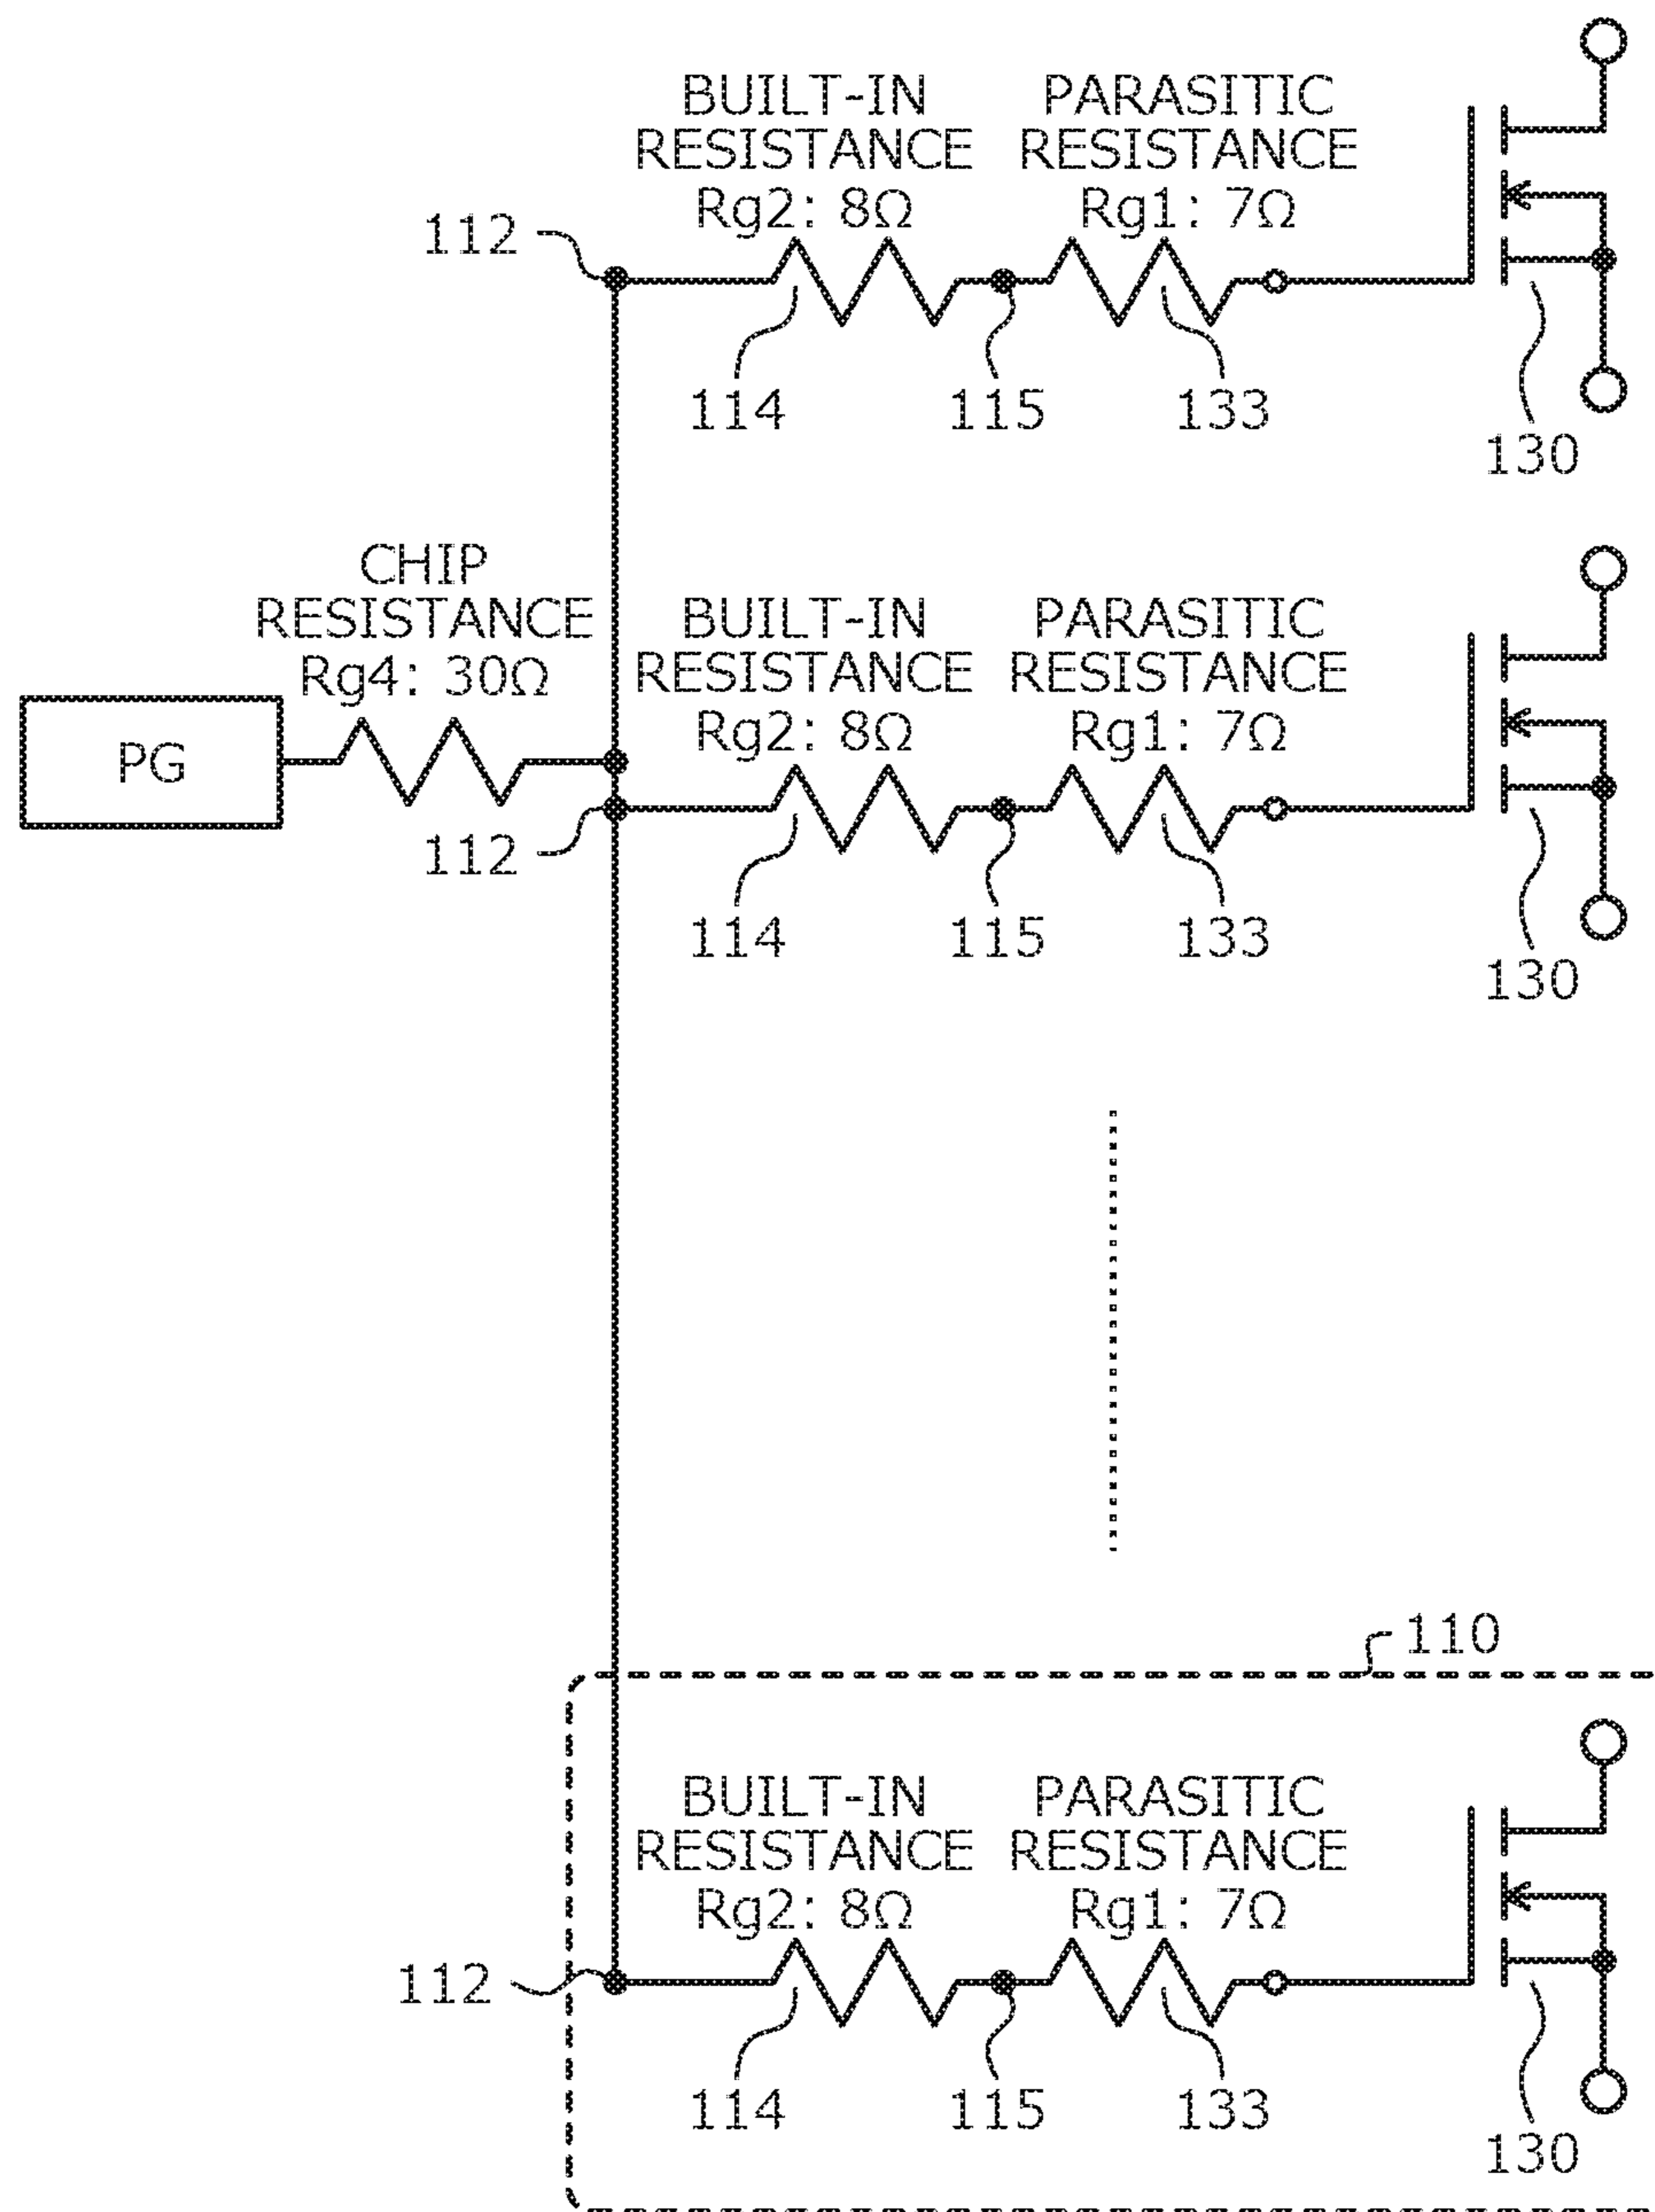 BUILT-IN
RESISTANCE
Rg2: 8Ω
PARASITIC
RESISTANCE
Rg1: 7Ω
112
114
115
133
130
CHIP
RESISTANCE
Rg4: 30Ω
PG
BUILT-IN
RESISTANCE
Rg2: 8Ω
PARASITIC
RESISTANCE
Rg1: 7Ω
112
114
115
133
130
110
BUILT-IN
RESISTANCE
Rg2: 8Ω
PARASITIC
RESISTANCE
Rg1: 7Ω
112
114
115
133
130